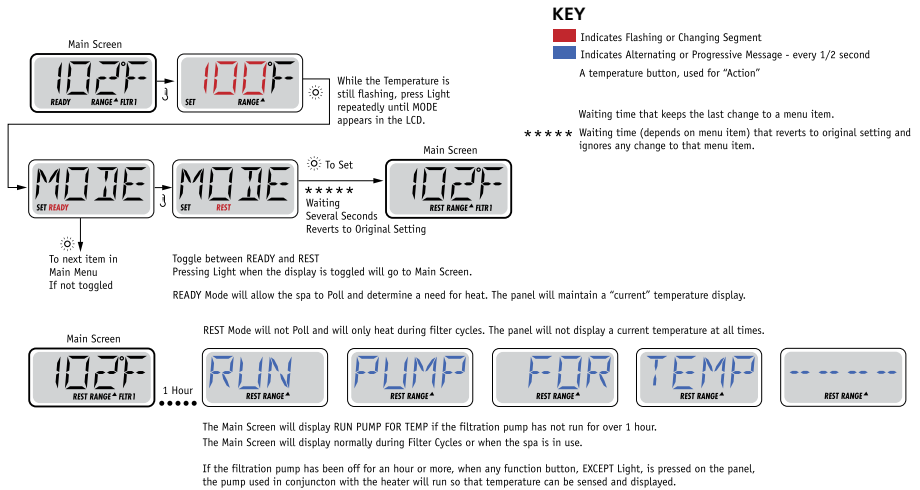 KEY
Indicates Flashing or Changing Segment
Indicates Alternating or Progressive Message - every 1/2 second
A temperature button, used for “Action”
Waiting time that keeps the last change to a menu item.
***** Waiting time (depends on menu item) that reverts to original setting and
ignores any change to that menu item.
Main Screen
102°F
READY RANGE FLTR1
100°F
SET RANGE
While the Temperature is
still flashing, press Light
repeatedly until MODE
appears in the LCD.
MODE
SET READY
MODE
SET REST
To Set
*****
Waiting
Several Seconds
Reverts to Original Setting
Main Screen
102°F
REST RANGE FLTR1
To next item in
Main Menu
If not toggled
Toggle between READY and REST
Pressing Light when the display is toggled will go to Main Screen.
READY Mode will allow the spa to Poll and determine a need for heat. The panel will maintain a “current” temperature display.
REST Mode will not Poll and will only heat during filter cycles. The panel will not display a current temperature at all times.
Main Screen
102°F
REST RANGE FLTR1
1 Hour
RUN
REST RANGE
PUMP
REST RANGE
FOR
REST RANGE
TEMP
REST RANGE
-- -- -- --
REST RANGE
The Main Screen will display RUN PUMP FOR TEMP if the filtration pump has not run for over 1 hour.
The Main Screen will display normally during Filter Cycles or when the spa is in use.
If the filtration pump has been off for an hour or more, when any function button, EXCEPT Light, is pressed on the panel,
the pump used in conjuncton with the heater will run so that temperature can be sensed and displayed.